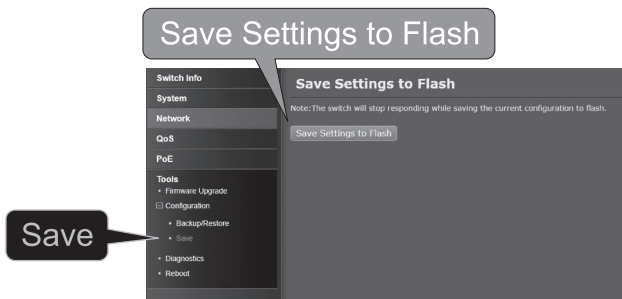 Save Settings to Flash
Switch Info
System
Network
QoS
PoE
Tools
Firmware Upgrade
Configuration
Backup/Restore
Save
Diagnostics
Reboot
Save Settings to Flash
Note:The switch will stop responding while saving the current configuration to flash.
Save Settings to Flash
Save